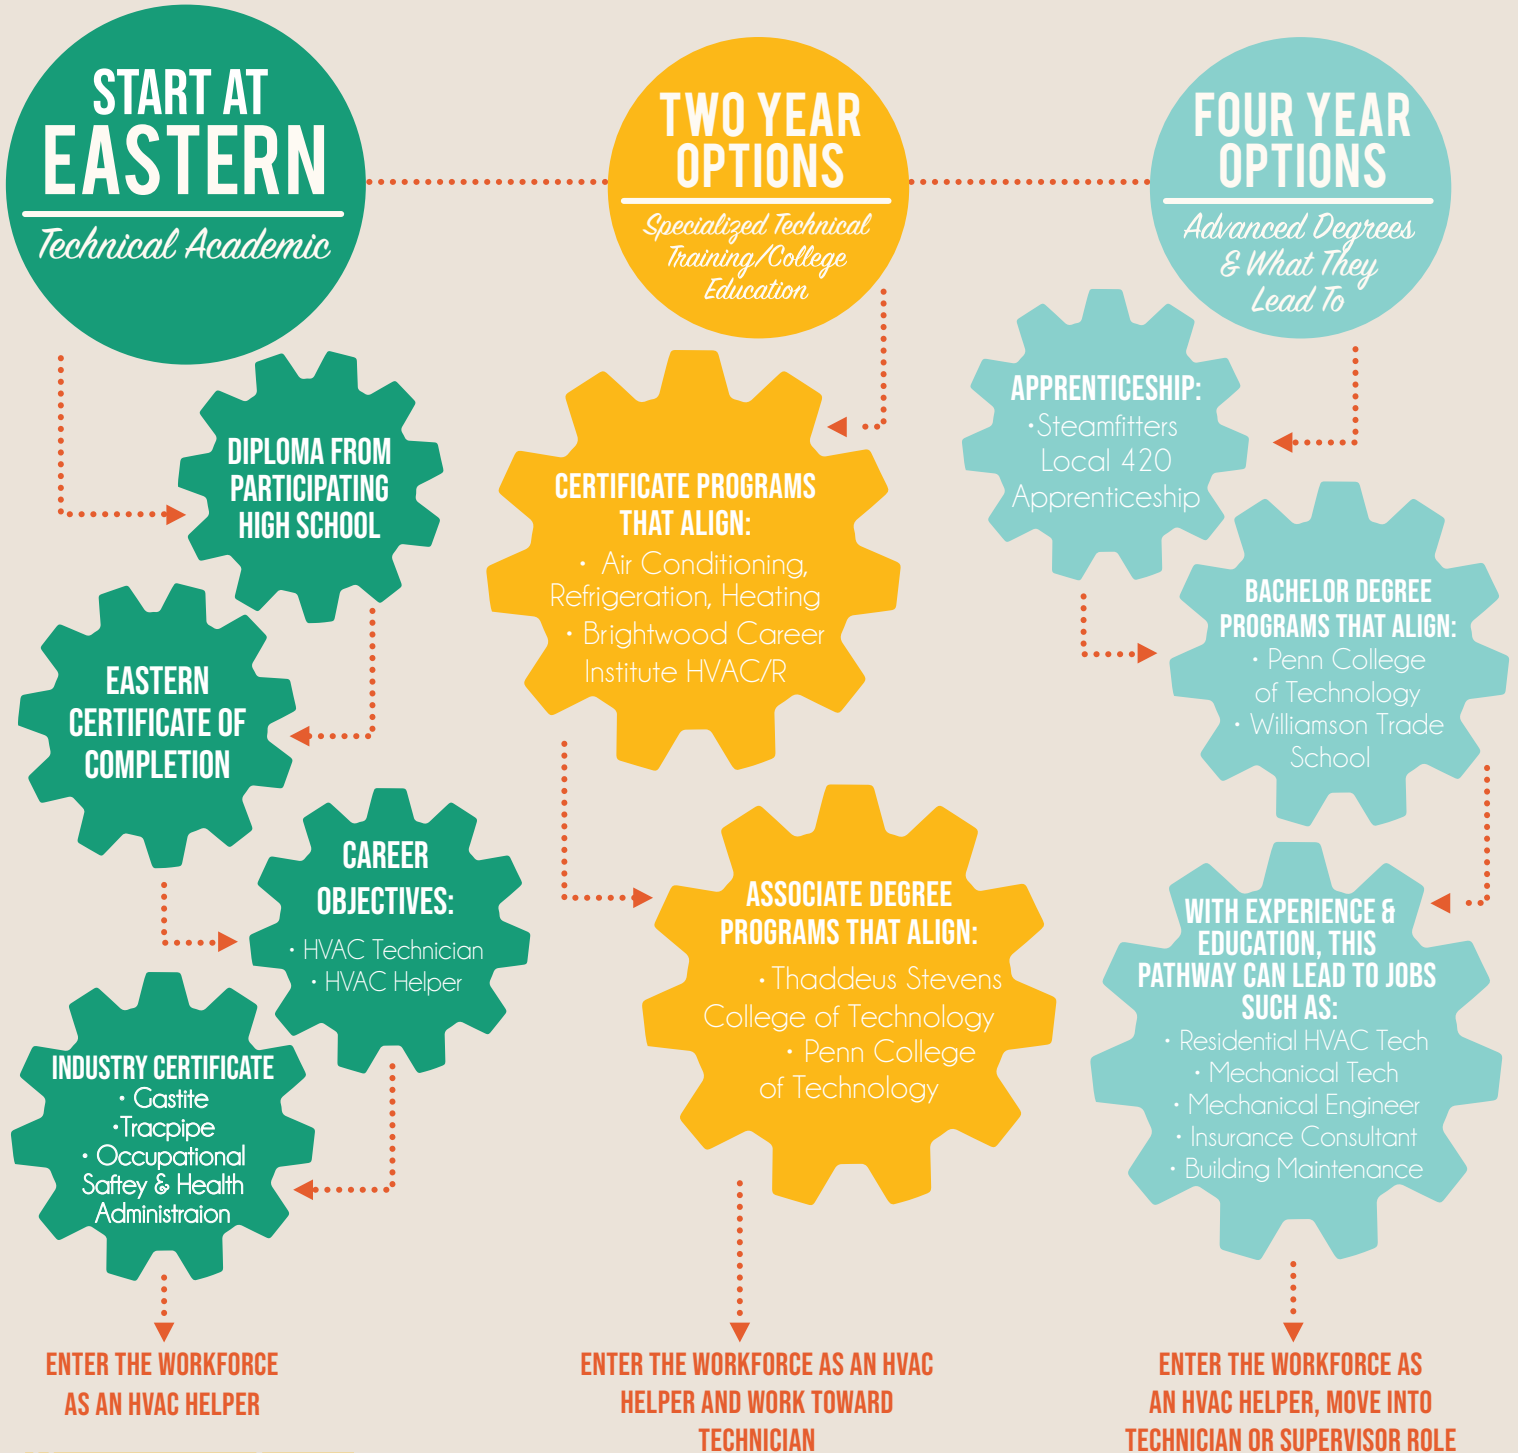 START AT
EASTERN
Technical Academic
DIPLOMA FROM
PARTICIPATING
HIGH SCHOOL
EASTERN
CERTIFICATE OF
COMPLETION
CAREER
OBJECTIVES:
• HVAC Technician
• HVAC Helper
INDUSTRY CERTIFICATE
• Gastite
•Tracpipe
• Occupational
Saftey & Health
Administraion
ENTER THE WORKFORCE
AS AN HVAC HELPER
TWO YEAR
OPTIONS
Specialized Technical
Training/College
Education
CERTIFICATE PROGRAMS
THAT ALIGN:
• Air Conditioning,
Refrigeration, Heating
• Brightwood Career
Institute HVAC/R
ASSOCIATE DEGREE
PROGRAMS THAT ALIGN:
• Thaddeus Stevens
College of Technology
• Penn College
of Technology
ENTER THE WORKFORCE AS AN HVAC
HELPER AND WORK TOWARD
TECHNICIAN
FOUR YEAR
OPTIONS
Advanced Degrees
& What They
Lead To
APPRENTICESHIP:
•Steamfitters
Local 420
Apprenticeship
BACHELOR DEGREE
PROGRAMS THAT ALIGN:
• Penn College
of Technology
• Williamson Trade
School
WITH EXPERIENCE &
EDUCATION, THIS
PATHWAY CAN LEAD TO JOBS
SUCH AS:
• Residential HVAC Tech
• Mechanical Tech
• Mechanical Engineer
• Insurance Consultant
• Building Maintenance
ENTER THE WORKFORCE AS
AN HVAC HELPER, MOVE INTO
TECHNICIAN OR SUPERVISOR ROLE